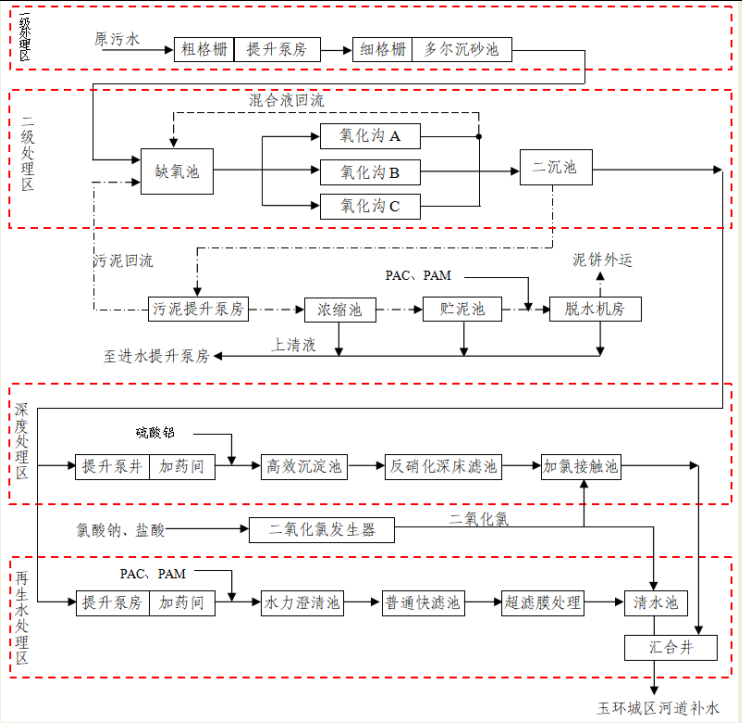 一级处理区
原污水
粗格栅 提升泵房 细格栅 多尔沉砂池
二级处理区
混合液回流
缺氧池
氧化沟 A
氧化沟 B
氧化沟 C
二沉池
污泥回流
PAC、PAM
泥饼外运
污泥提升泵房 浓缩池 贮泥池 脱水机房
上清液
至进水提升泵房
深度处理区
硫酸铝
提升泵井 加药间 高效沉淀池 反硝化深床滤池 加氯接触池
氯酸钠、盐酸 二氧化氯发生器 二氧化氯
再生水处理区
PAC、PAM
提升泵房 加药间 水力澄清池 普通快滤池 超滤膜处理 清水池
汇合井
玉环城区河道补水